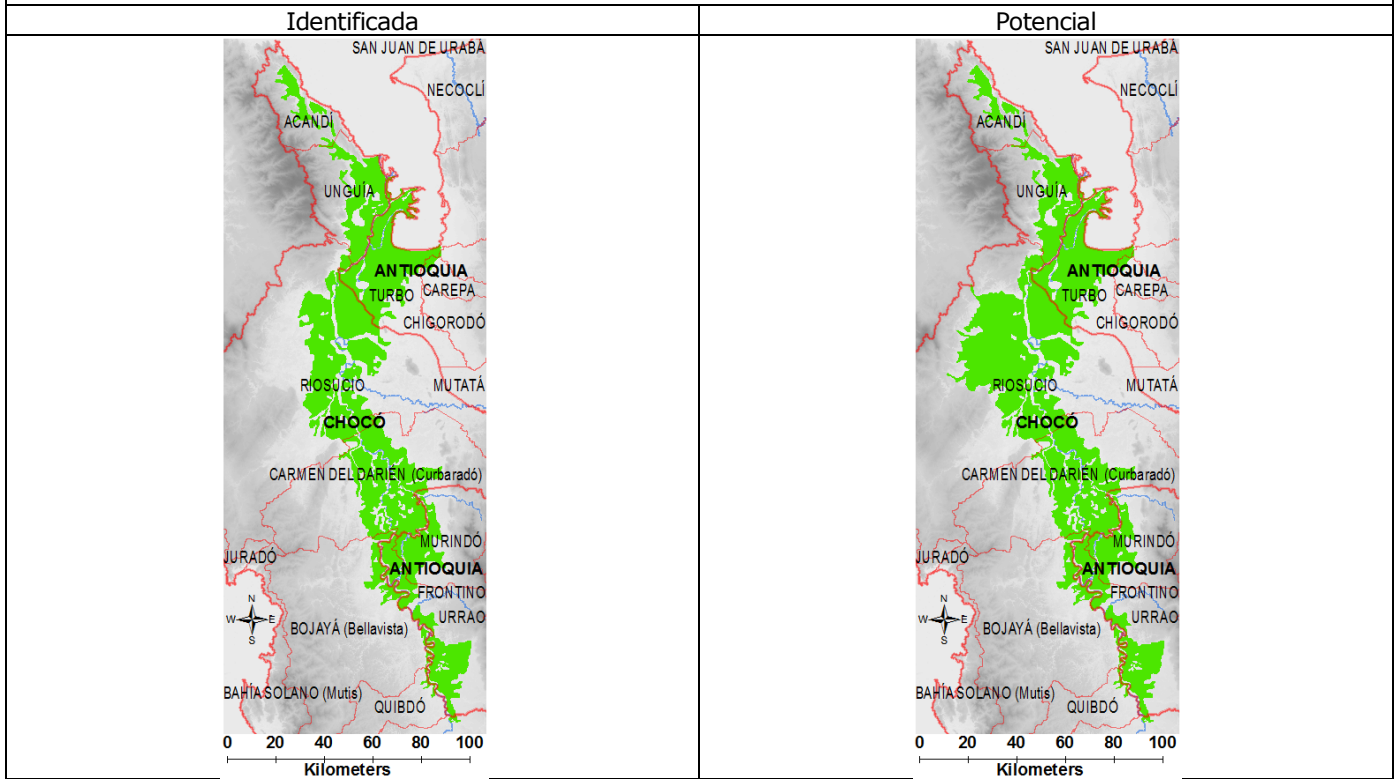 Identificada
Potencial
SAN JUAN DE URABÁ
NECOCLÍ
ACANDÍ
UNGUÍA
ANTIOQUIA
TURBO
CAREPA
CHIGORODÓ
RIOSUCIO
MUTATÁ
CHOCÓ
CARMEN DEL DARIÉN (Curbaradó)
MURINDÓ
JURADÓ
ANTIOQUIA
FRONTINO
N
W E
S
URRAO
BOJAYÁ (Bellavista)
BAHÍA SOLANO (Mutis)
QUIBDÓ
0 20 40 60 80 100
Kilometers
SAN JUAN DE URABÁ
NECOCLÍ
ACANDÍ
UNGUÍA
ANTIOQUIA
TURBO
CAREPA
CHIGORODÓ
RIOSUCIO
MUTATÁ
CHOCÓ
CARMEN DEL DARIÉN (Curbaradó)
MURINDÓ
JURADÓ
ANTIOQUIA
FRONTINO
N
W E
S
URRAO
BOJAYÁ (Bellavista)
BAHÍA SOLANO (Mutis)
QUIBDÓ
0 20 40 60 80 100
Kilometers